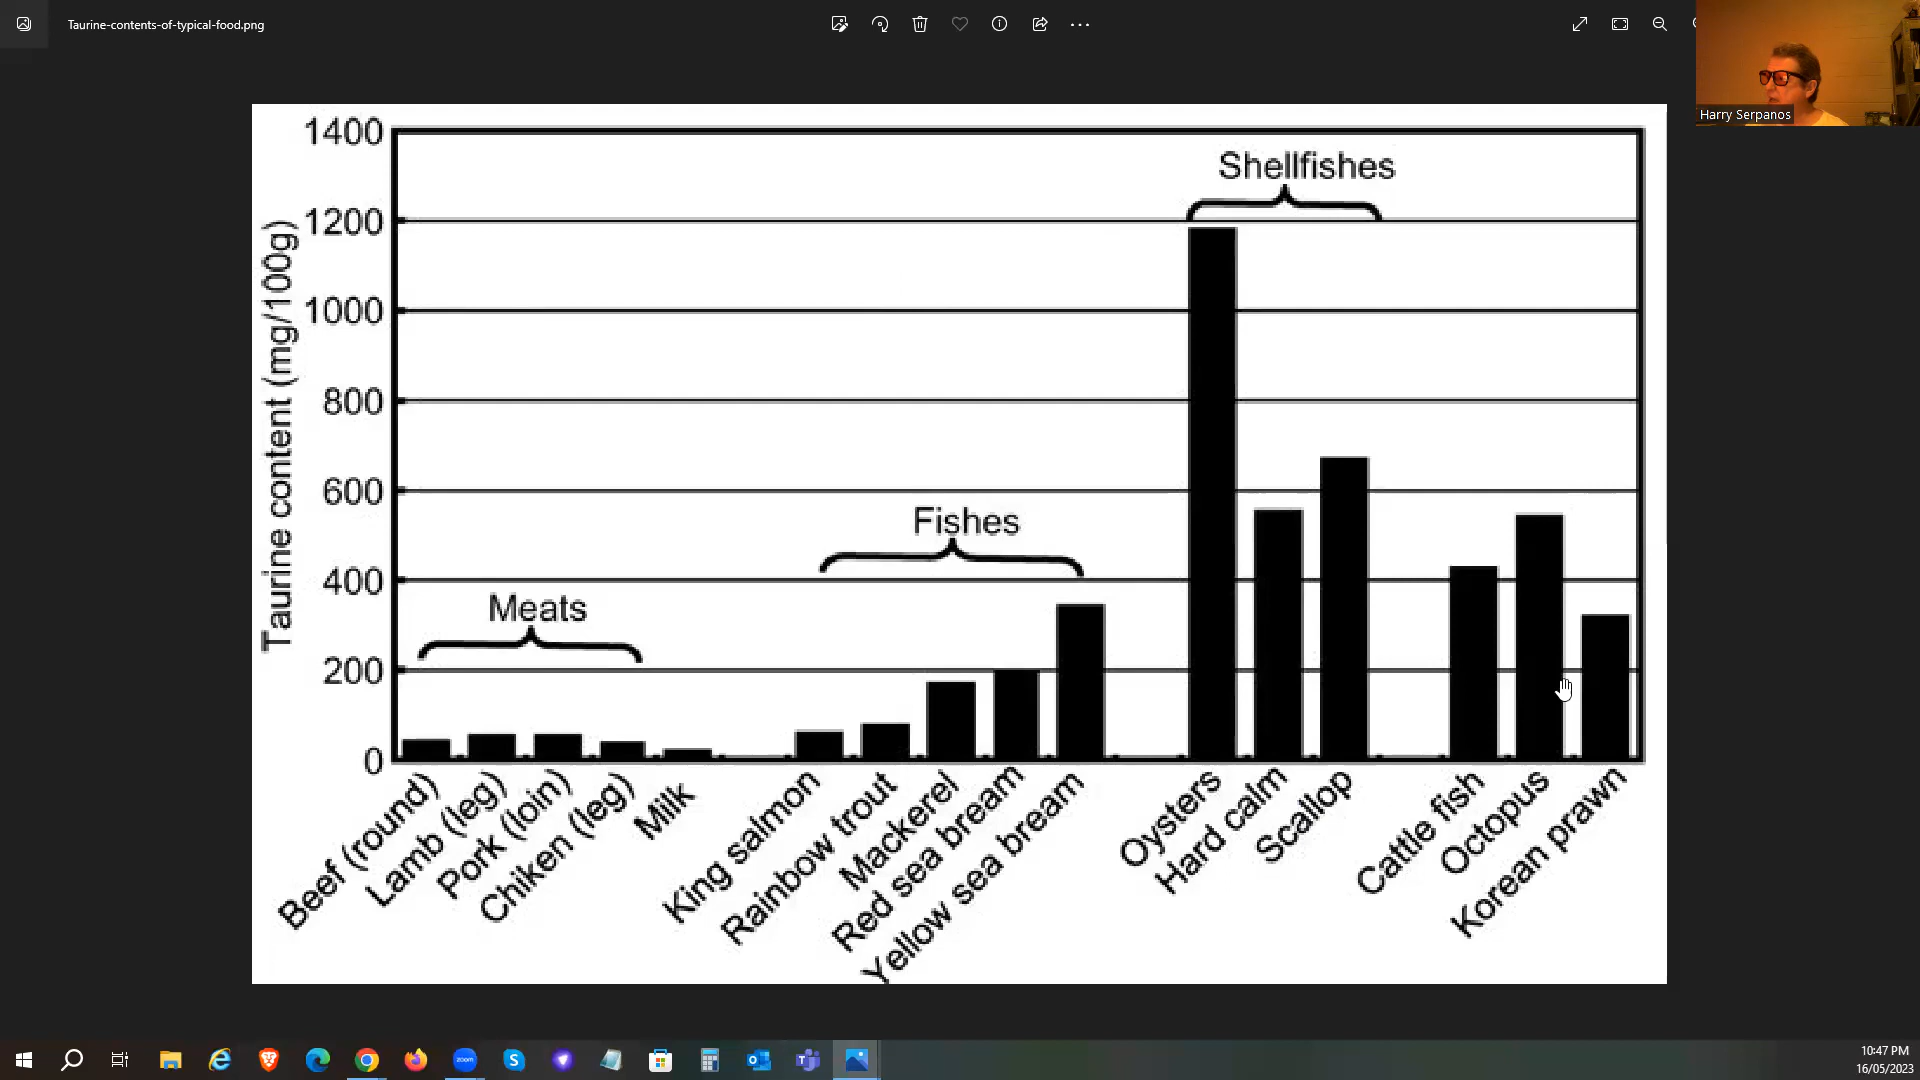 Taurine-contents-of-typical-food.png
Harry Serpanos
1400
1200
1000
800
600
400
200
0
Taurine content (mg/100g)
Shellfishes
Fishes
Meats
Beef (round)
Lamb (leg)
Pork (loin)
Chiken (leg)
Milk
King salmon
Rainbow trout
Mackerel
Red sea bream
Yellow sea bream
Oysters
Hard calm
Scallop
Cattle fish
Octopus
Korean prawn
zoom
10:47 PM
16/05/2023